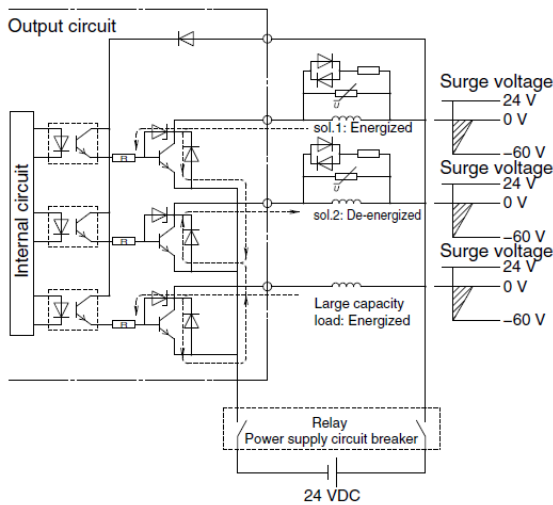 Output circuit
Internal circuit
R
R
R
U
sol.1: Energized
U
sol.2: De-energized
Large capacity
load: Energized
Surge voltage
24 V
0 V
−60 V
Surge voltage
24 V
0 V
−60 V
Surge voltage
24 V
0 V
−60 V
Relay
Power supply circuit breaker
24 VDC